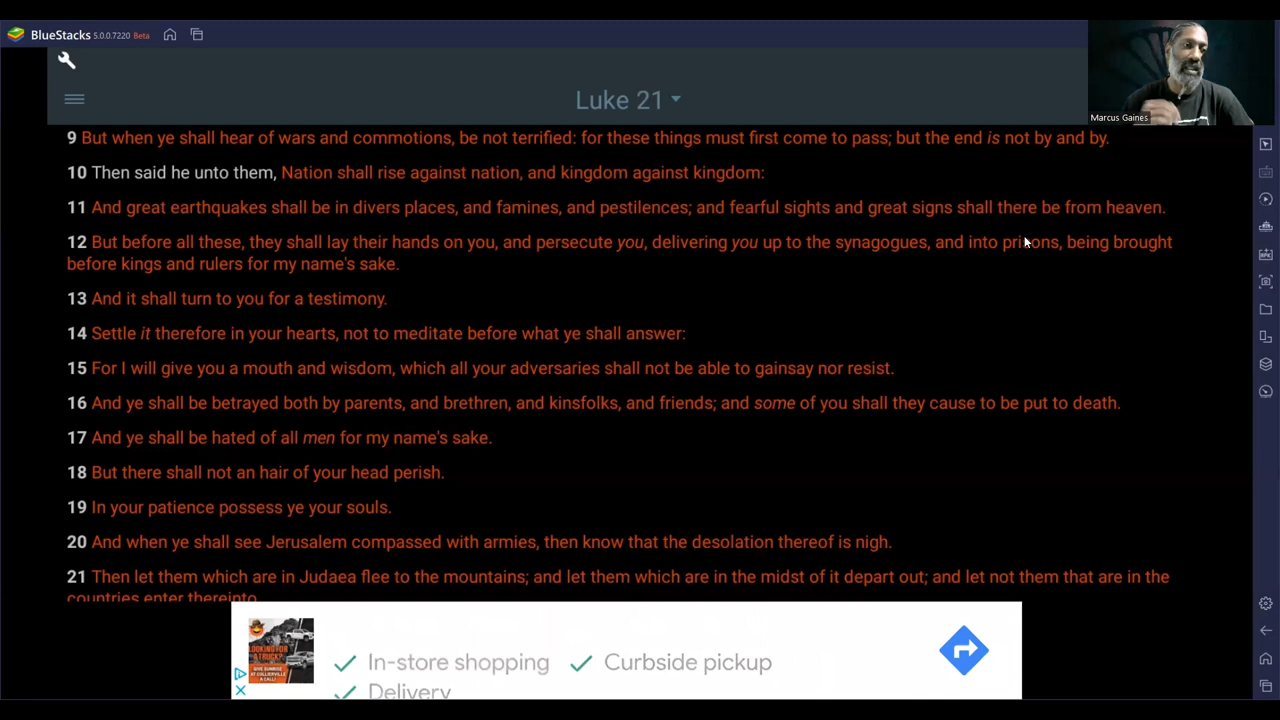 BlueStacks 5.0.0.7220 Beta
Marcus Gaines
Luke 21
9 But when ye shall hear of wars and commotions, be not terrified: for these things must first come to pass; but the end is not by and by.
10 Then said he unto them, Nation shall rise against nation, and kingdom against kingdom:
11 And great earthquakes shall be in divers places, and famines, and pestilences; and fearful sights and great signs shall there be from heaven.
12 But before all these, they shall lay their hands on you, and persecute you, delivering you up to the synagogues, and into prisons, being brought
before kings and rulers for my name's sake.
13 And it shall turn to you for a testimony.
14 Settle it therefore in your hearts, not to meditate before what ye shall answer:
15 For I will give you a mouth and wisdom, which all your adversaries shall not be able to gainsay nor resist.
16 And ye shall be betrayed both by parents, and brethren, and kinsfolks, and friends; and some of you shall they cause to be put to death.
17 And ye shall be hated of all men for my name's sake.
18 But there shall not an hair of your head perish.
19 In your patience possess ye your souls.
20 And when ye shall see Jerusalem compassed with armies, then know that the desolation thereof is nigh.
21 Then let them which are in Judaea flee to the mountains; and let them which are in the midst of it depart out; and let not them that are in the
countries enter thereinto.
LOOKING FOR
A TRUCK?
GIVE SUNRISE
AT COLLIERVILLE
A CALL!
In-store shopping
Curbside pickup
Delivery